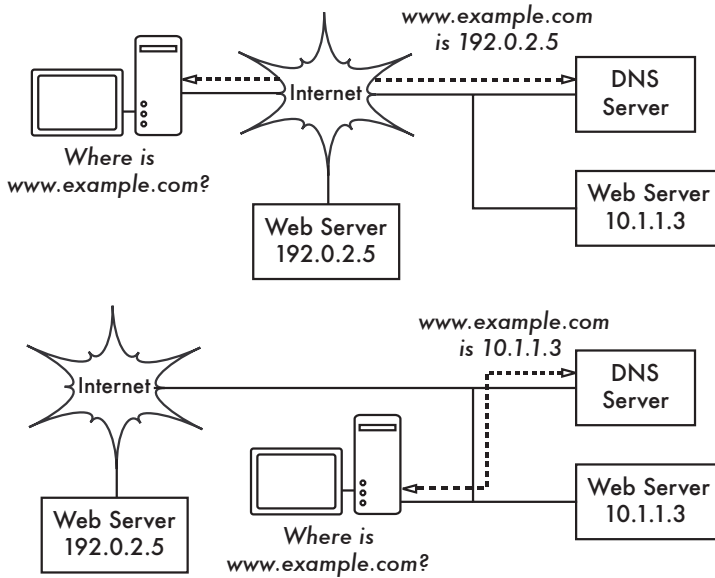 www.example.com
is 192.0.2.5
Internet
DNS
Server
Where is
www.example.com?
Web Server
10.1.1.3
Web Server
192.0.2.5
www.example.com
is 10.1.1.3
Internet
DNS
Server
Web Server
10.1.1.3
Web Server
192.0.2.5
Where is
www.example.com?